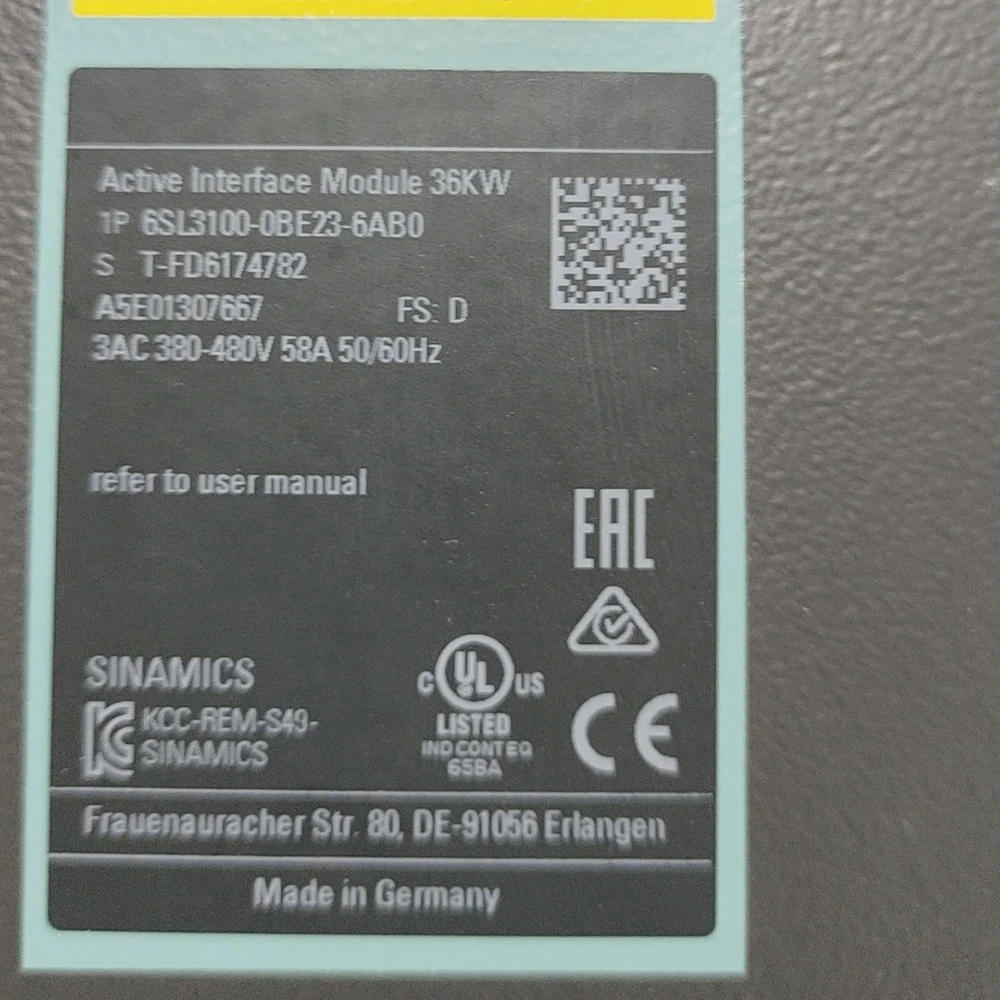 Active Interface Module 36KW
1P 6SL3100-0BE23-6AB0
S T-FD6174782
A5E01307667 FS: D
3AC 380-480V 58A 50/60Hz
refer to user manual
EAC
SINAMICS
KCC-REM-S49-
SINAMICS
c UL US
LISTED
IND CONT EQ
65BA
CE
Frauenauracher Str. 80, DE-91056 Erlangen
Made in Germany